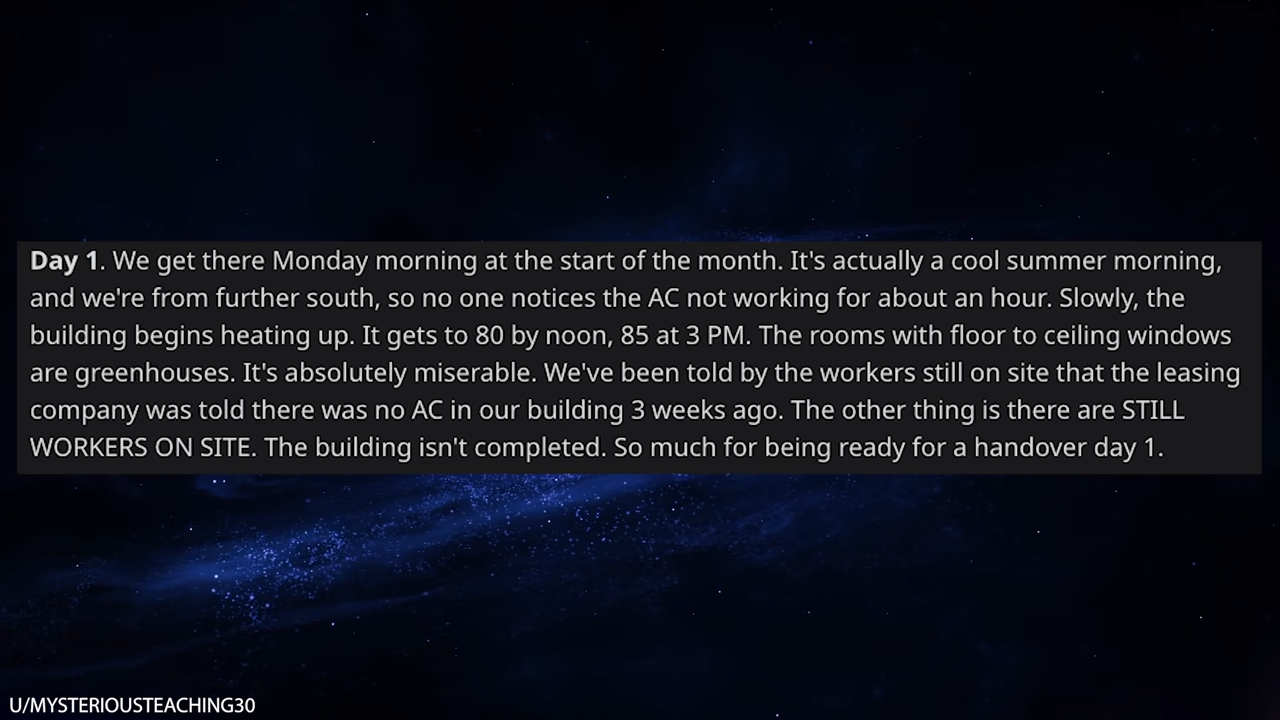 Day 1. We get there Monday morning at the start of the month. It's actually a cool summer morning,
and we're from further south, so no one notices the AC not working for about an hour. Slowly, the
building begins heating up. It gets to 80 by noon, 85 at 3 PM. The rooms with floor to ceiling windows
are greenhouses. It's absolutely miserable. We've been told by the workers still on site that the leasing
company was told there was no AC in our building 3 weeks ago. The other thing is there are STILL
WORKERS ON SITE. The building isn't completed. So much for being ready for a handover day 1.
U/MYSTERIOUSTEACHING30